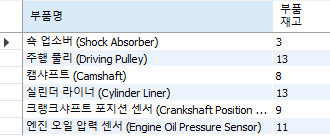 부품명 부품
재고
쇽 업소버 (Shock Absorber) 3
주행 풀리 (Driving Pulley) 13
캠샤프트 (Camshaft) 8
실린더 라이너 (Cylinder Liner) 13
크랭크샤프트 포지션 센서 (Crankshaft Position ... 9
엔진 오일 압력 센서 (Engine Oil Pressure Sensor) 11